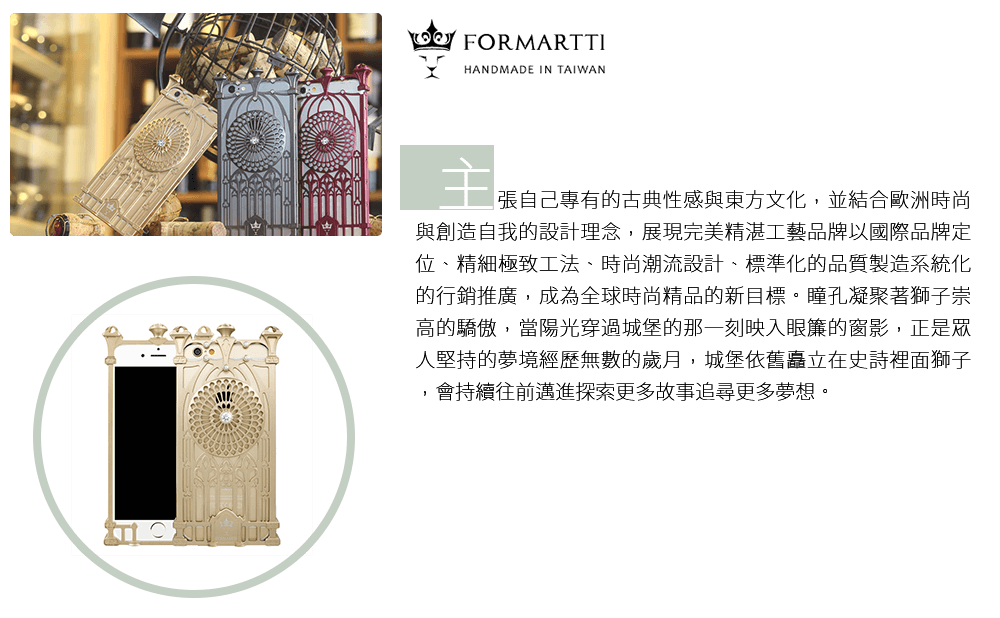 FORMARTTI
HANDMADE IN TAIWAN
主張自己專有的古典性感與東方文化，並結合歐洲時尚
與創造自我的設計理念，展現完美精湛工藝品牌以國際品牌定
位、精細極致工法、時尚潮流設計、標準化的品質製造系統化
的行銷推廣，成為全球時尚精品的新目標。瞳孔凝聚著獅子崇
高的驕傲，當陽光穿過城堡的那一刻映入眼簾的窗影，正是眾
人堅持的夢境經歷無數的歲月，城堡依舊矗立在史詩裡面獅子
，會持續往前邁進探索更多故事追尋更多夢想。